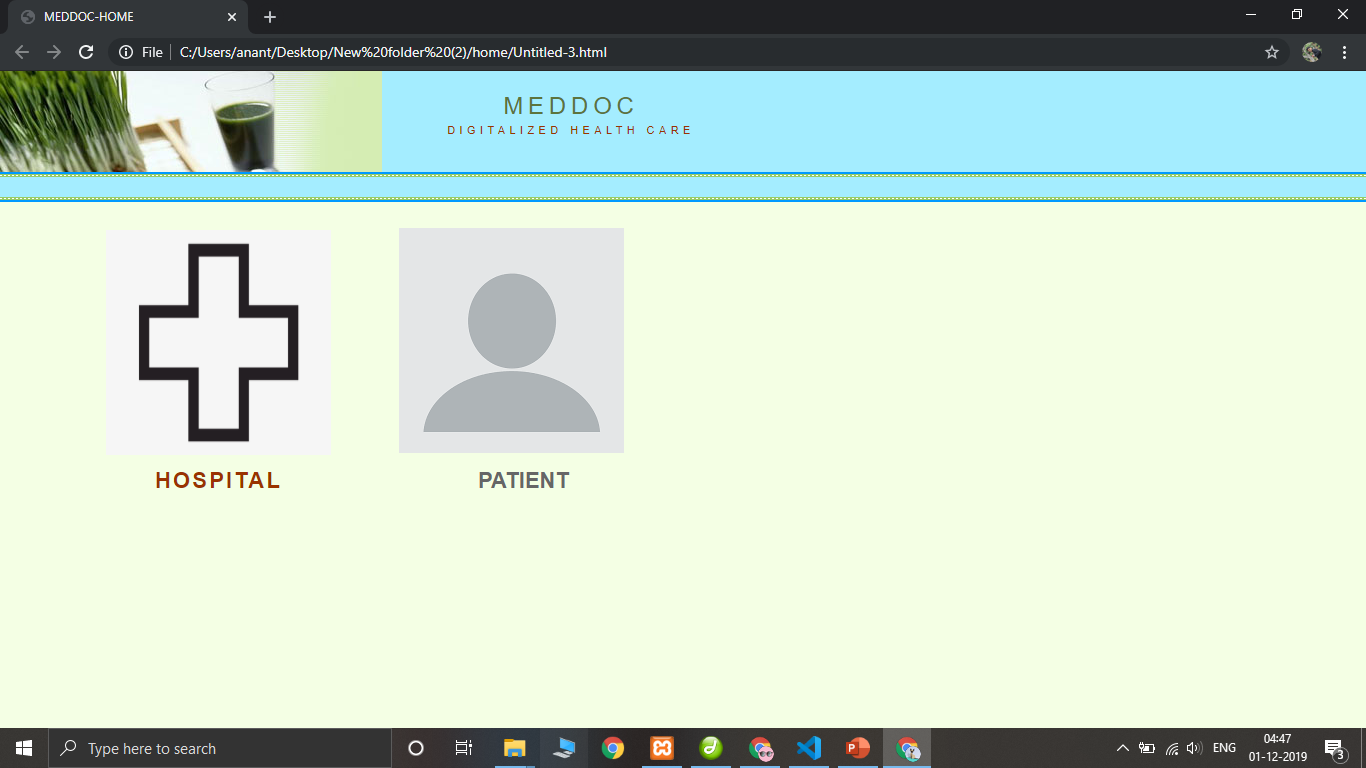 MEDDOC-HOME
File C:/Users/anant/Desktop/New%20folder%20(2)/home/Untitled-3.html
MEDDOC
DIGITALIZED HEALTH CARE
HOSPITAL
PATIENT
Type here to search
ENG
04:47
01-12-2019
3